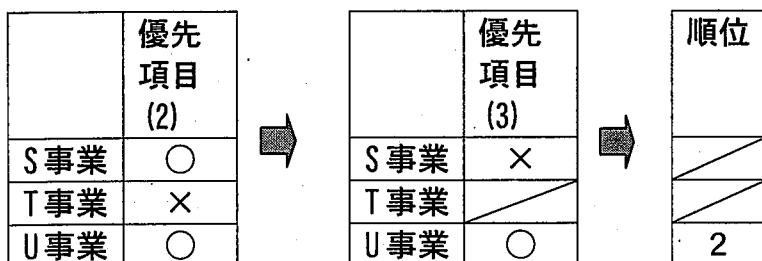 優先
項目
(2)
S事業 ○
T事業 ×
U事業 ○
優先
項目
(3)
S事業 ×
T事業
U事業 ○
順位
2